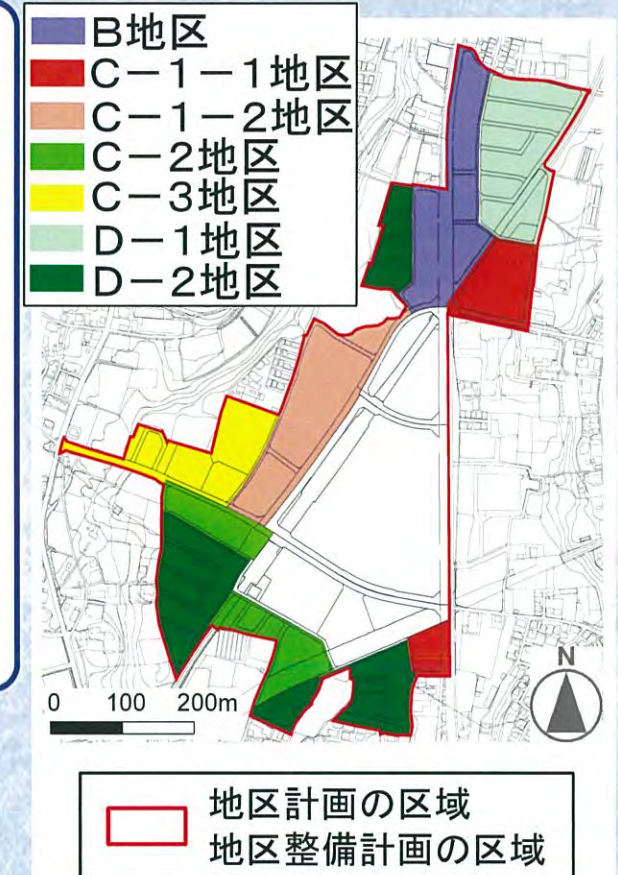 B地区
C－1－1地区
C－1－2地区
C－2地区
C－3地区
D－1地区
D－2地区
0 100 200m
N
地区計画の区域
地区整備計画の区域